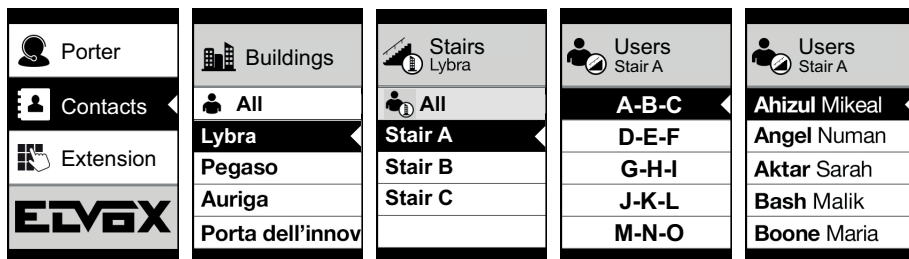 Porter
Contacts
Extension
ELVOX
Buildings
All
Lybra
Pegaso
Auriga
Porta dell'innov
Stairs
Lybra
All
Stair A
Stair B
Stair C
Users
Stair A
A-B-C
D-E-F
G-H-I
J-K-L
M-N-O
Users
Stair A
Ahizul Mikeal
Angel Numan
Aktar Sarah
Bash Malik
Boone Maria